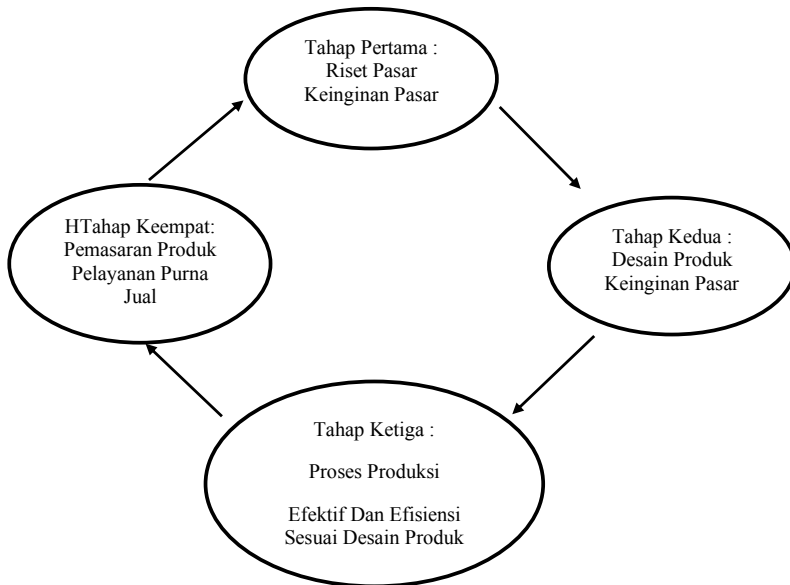 Tahap Pertama :
Riset Pasar
Keinginan Pasar
Tahap Kedua :
Desain Produk
Keinginan Pasar
Tahap Ketiga :
Proses Produksi
Efektif Dan Efisiensi
Sesuai Desain Produk
HTahap Keempat:
Pemasaran Produk
Pelayanan Purna
Jual